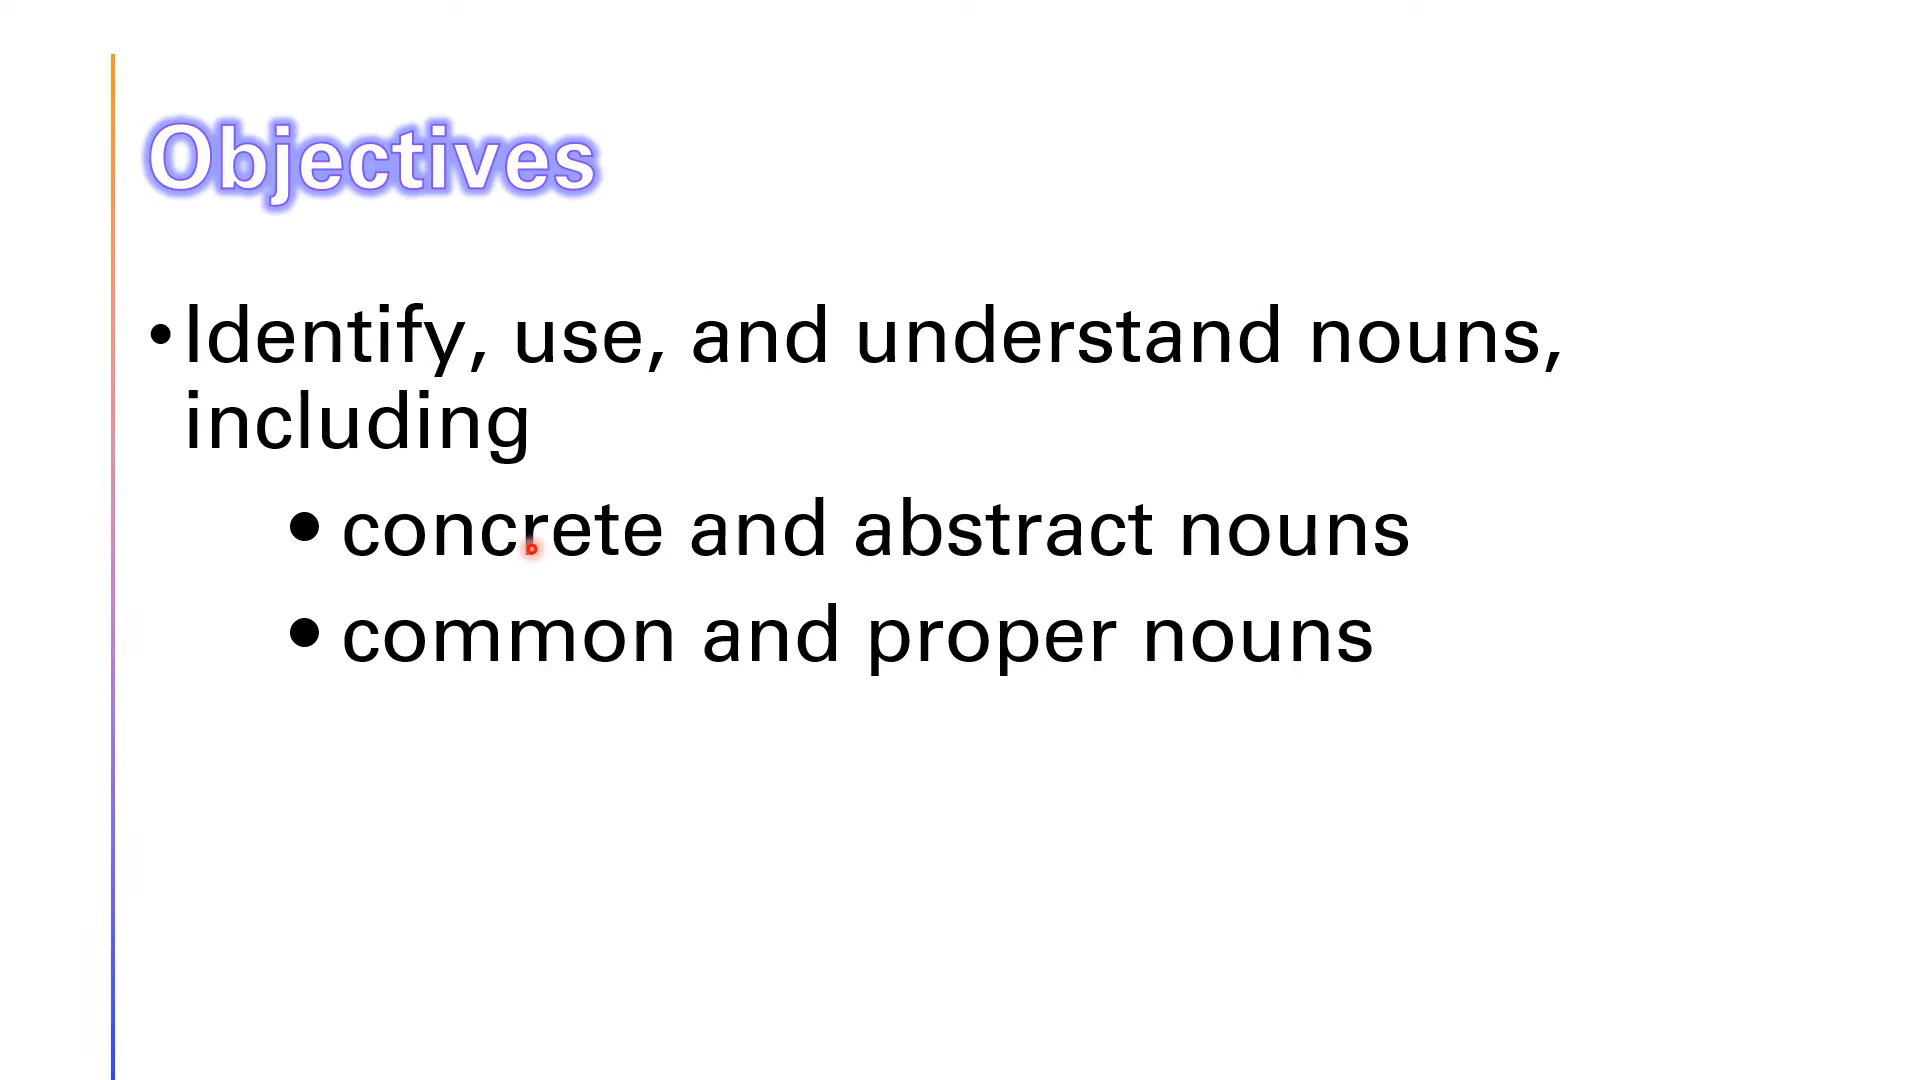 Objectives
•Identify, use, and understand nouns,
including
• concrete and abstract nouns
• common and proper nouns